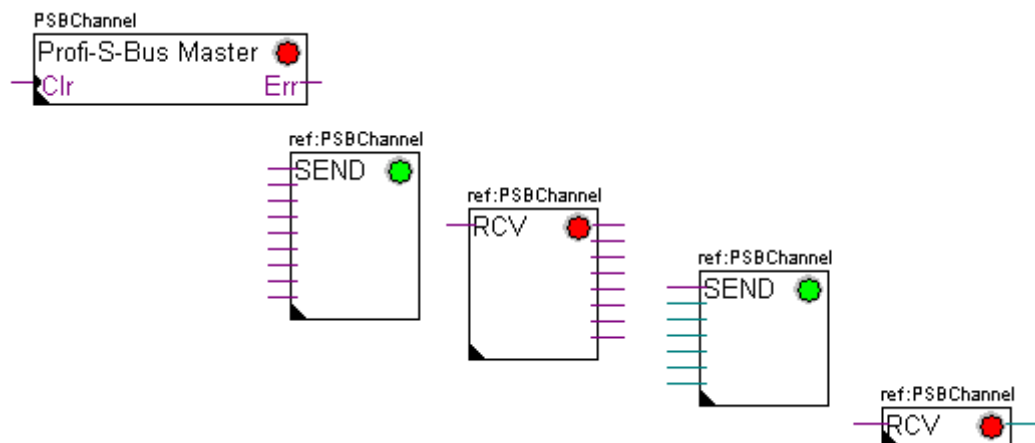 PSBChannel
Profi-S-Bus Master
Clr Err
ref:PSBChannel
SEND
ref:PSBChannel
RCV
ref:PSBChannel
SEND
ref:PSBChannel
RCV